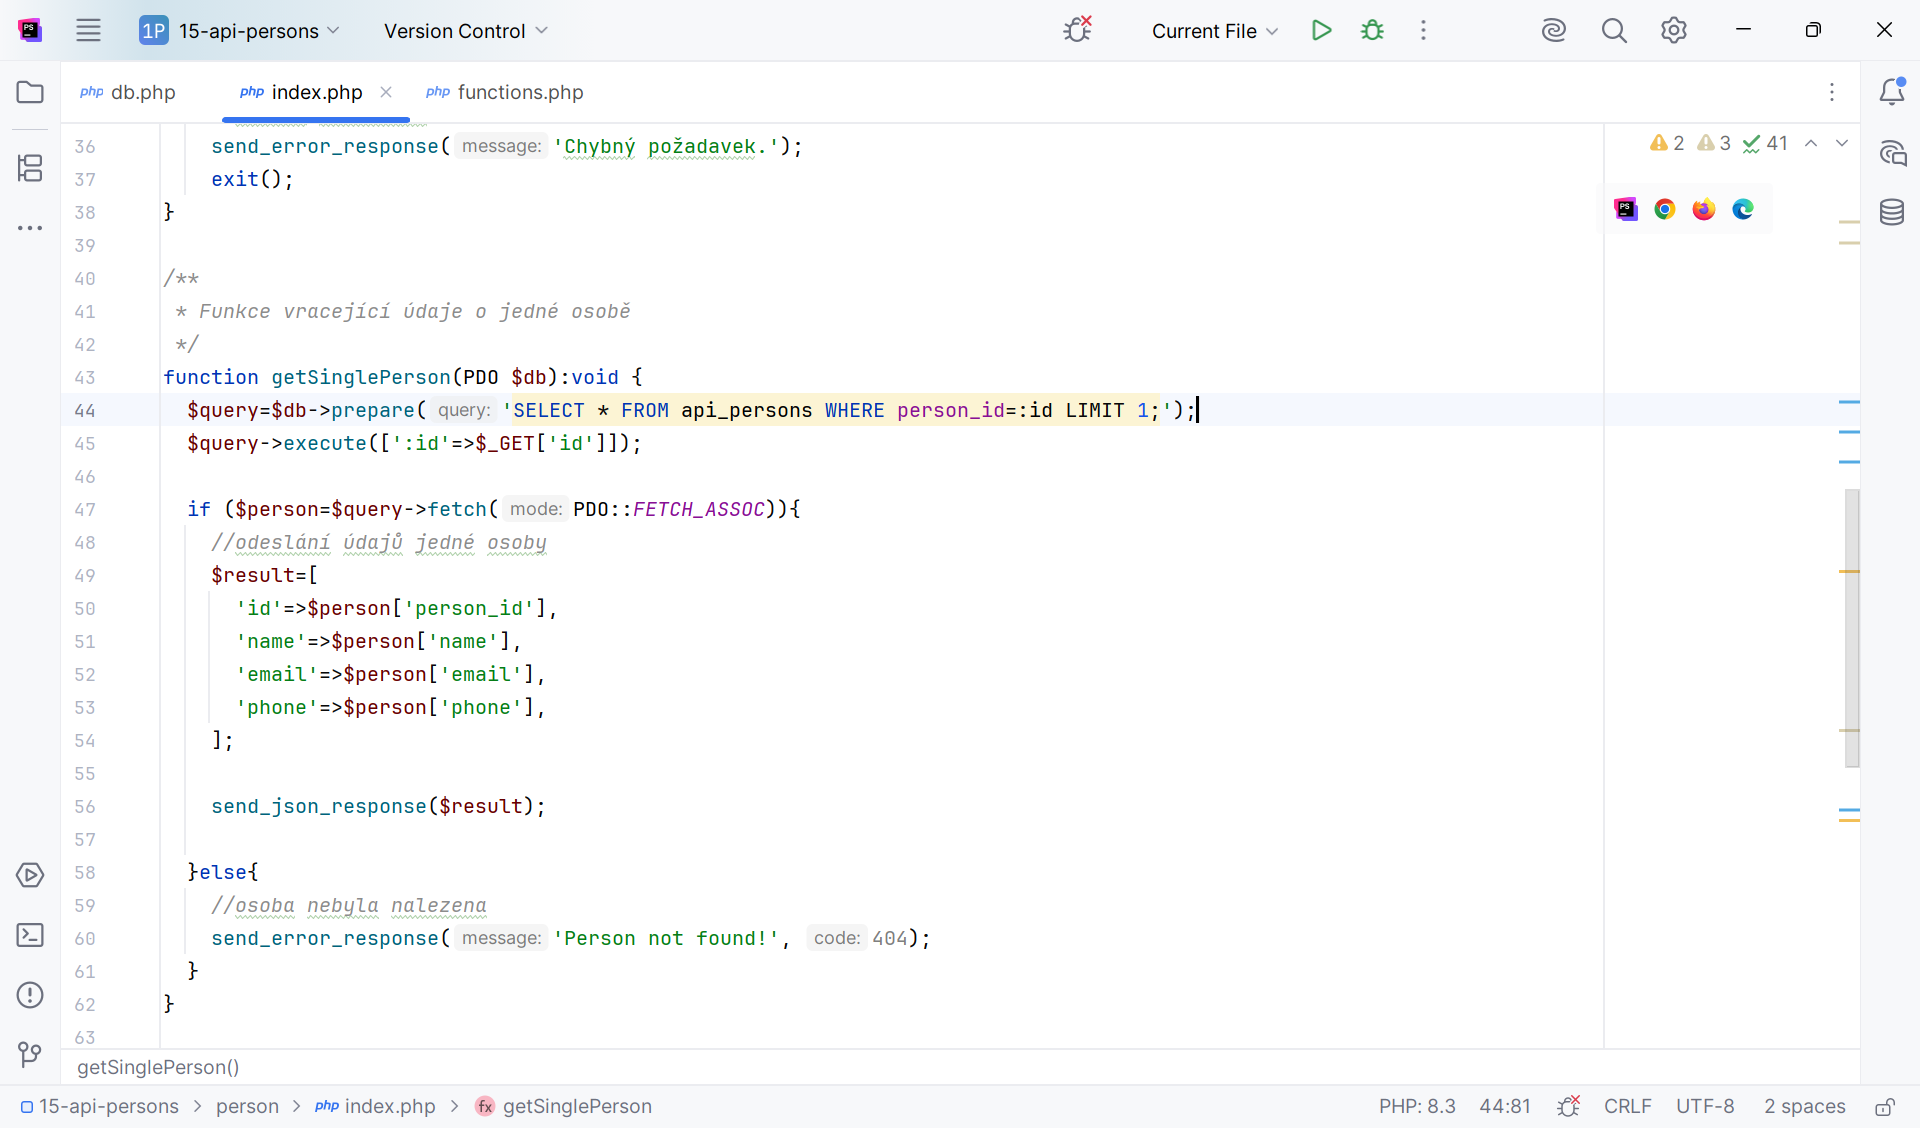 1P 15-api-persons Version Control Current File
php db.php php index.php php functions.php
36 send_error_response( message: 'Chybný požadavek.'); 2 3 41
37 exit();
38 }
39
40 /**
41 * Funkce vracející údaje o jedné osobě
42 */
43 function getSinglePerson(PDO $db):void {
44 $query=$db->prepare( query: 'SELECT * FROM api_persons WHERE person_id=:id LIMIT 1;');
45 $query->execute([':id'=>$_GET['id']]);
46
47 if ($person=$query->fetch( mode: PDO::FETCH_ASSOC)){
48 //odeslání údajů jedné osoby
49 $result=[
50 'id'=>$person['person_id'],
51 'name'=>$person['name'],
52 'email'=>$person['email'],
53 'phone'=>$person['phone'],
54 ];
55
56 send_json_response($result);
57
58 }else{
59 //osoba nebyla nalezena
60 send_error_response( message: 'Person not found!', code: 404);
61 }
62 }
63
getSinglePerson()
15-api-persons > person > php index.php > fx getSinglePerson PHP: 8.3 44:81 CRLF UTF-8 2 spaces